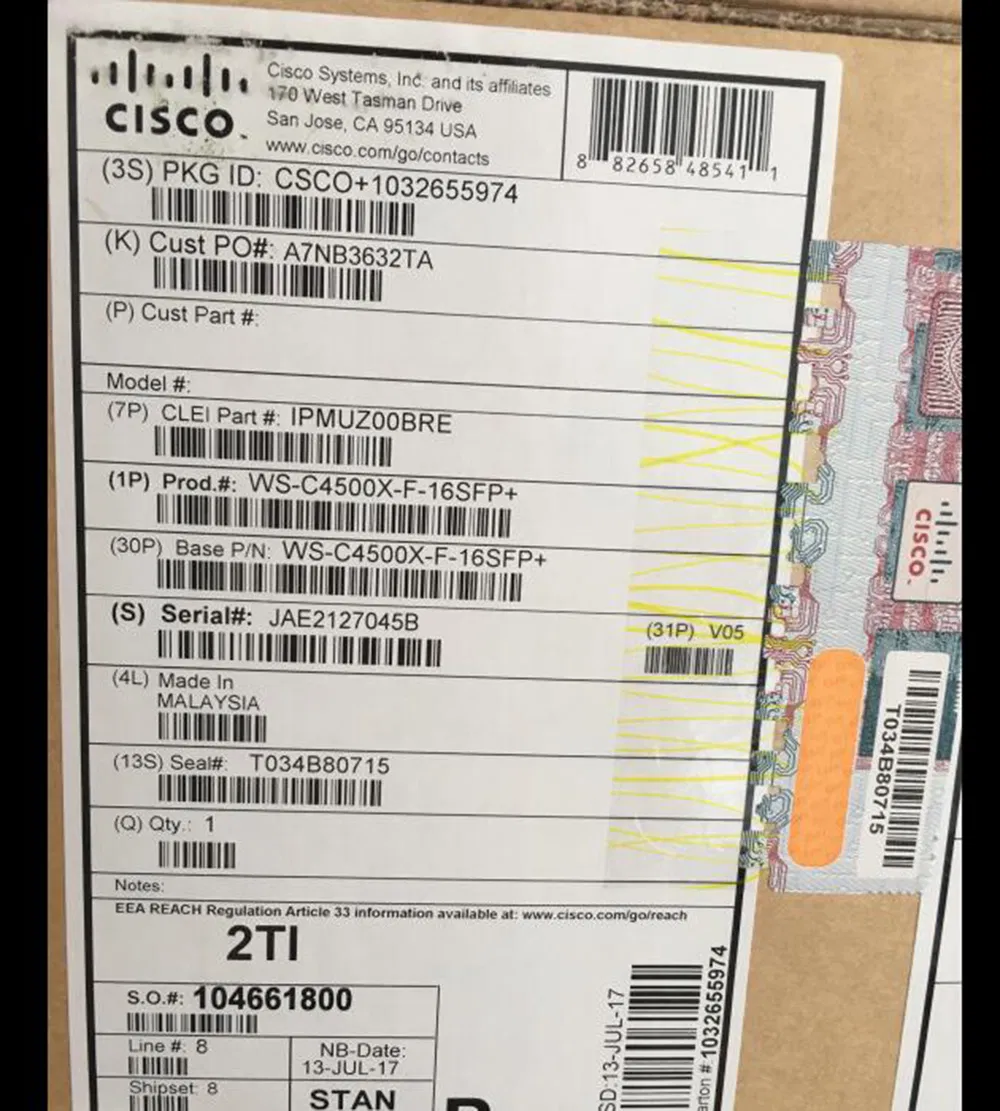 CISCO
Cisco Systems, Inc. and its affiliates
170 West Tasman Drive
San Jose, CA 95134 USA
www.cisco.com/go/contacts
8 82658 48541 1
(3S) PKG ID: CSCO+1032655974
(K) Cust PO#: A7NB3632TA
(P) Cust Part #:
Model #:
(7P) CLEI Part #: IPMUZ00BRE
(1P) Prod.#: WS-C4500X-F-16SFP+
(30P) Base P/N: WS-C4500X-F-16SFP+
(S) Serial#: JAE2127045B
(31P) V05
(4L) Made In
MALAYSIA
(13S) Seal#: T034B80715
(Q) Qty.: 1
Notes:
EEA REACH Regulation Article 33 information available at: www.cisco.com/go/reach
2TI
S.O.#: 104661800
Line #: 8
NB-Date:
13-JUL-17
Shipset: 8
STAN
SD:13-JUL-17
arton #:1032655974
CISCO
T034B80715